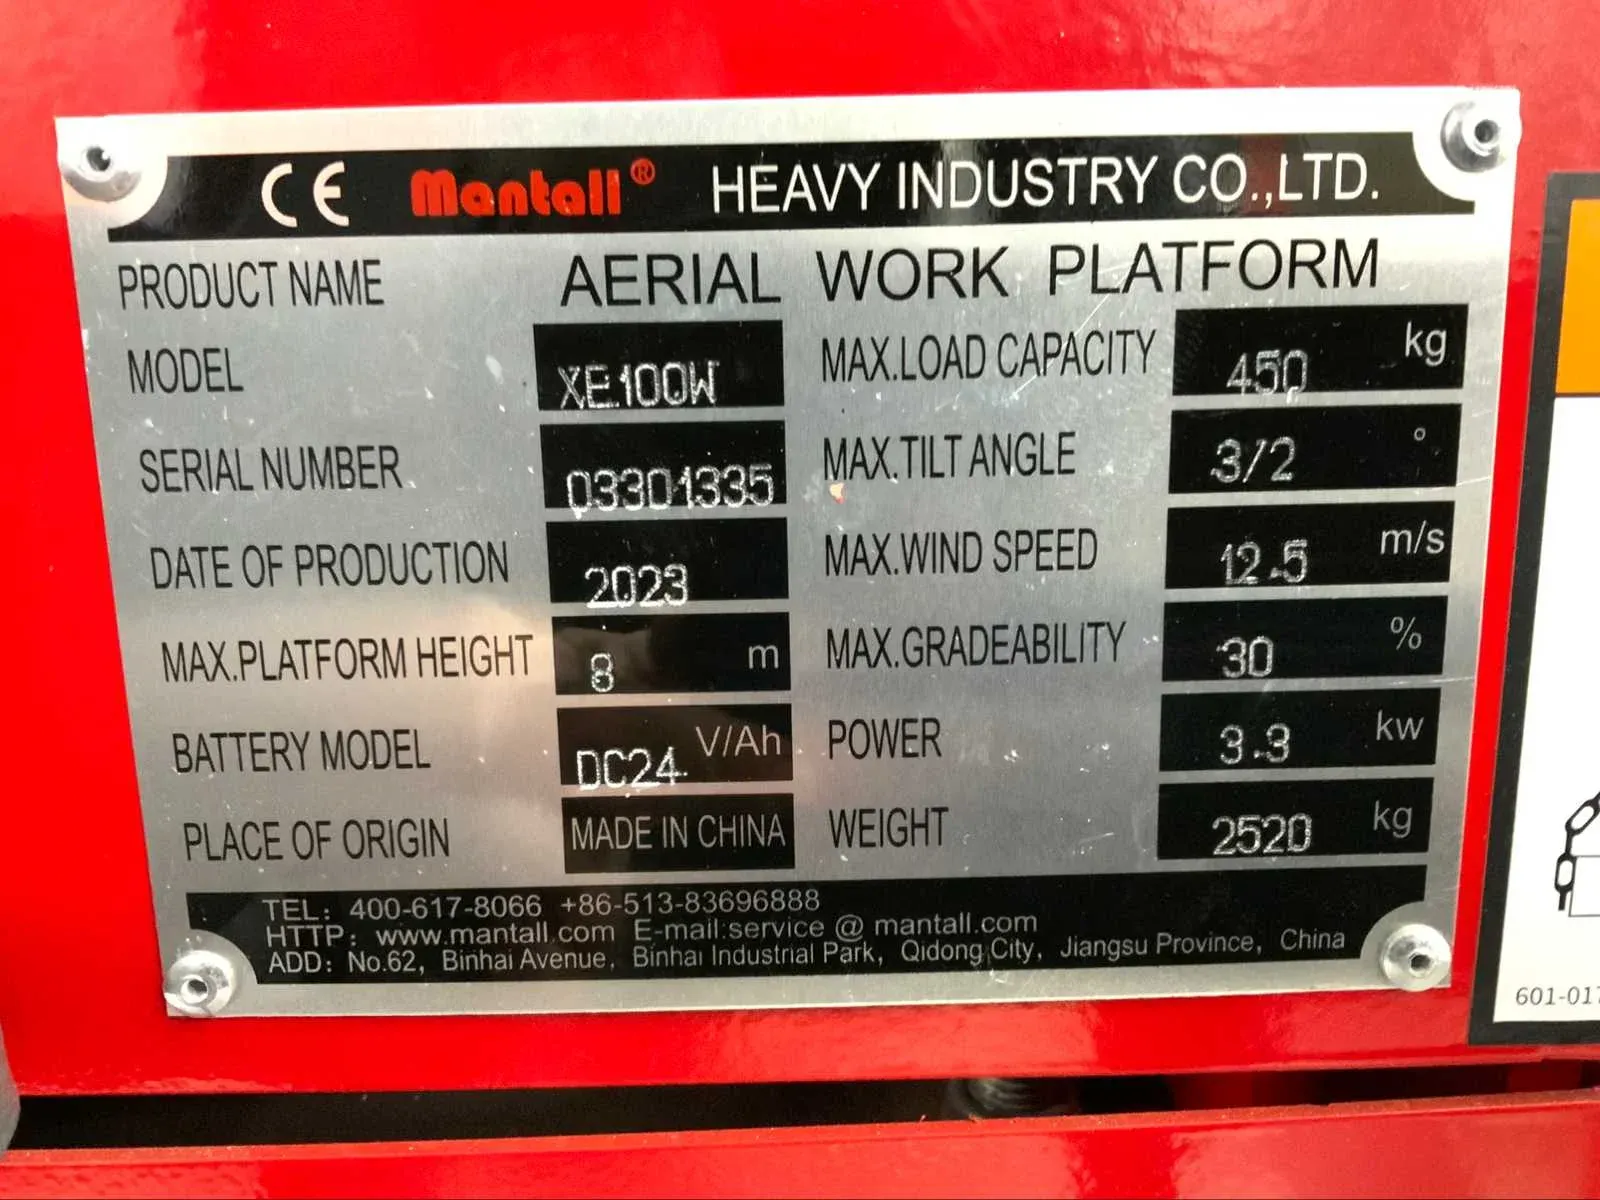 CE Mantall® HEAVY INDUSTRY CO.,LTD.
PRODUCT NAME AERIAL WORK PLATFORM
MODEL XE100W MAX.LOAD CAPACITY 450 kg
SERIAL NUMBER 03301335 MAX.TILT ANGLE 3/2 °
DATE OF PRODUCTION 2023 MAX.WIND SPEED 12.5 m/s
MAX.PLATFORM HEIGHT 8 m MAX.GRADEABILITY 30 %
BATTERY MODEL DC24 V/Ah POWER 3.3 kw
PLACE OF ORIGIN MADE IN CHINA WEIGHT 2520 kg
TEL: 400-617-8066 +86-513-83696888
HTTP: www.mantall.com E-mail:service @ mantall.com
ADD: No.62, Binhai Avenue, Binhai Industrial Park, Qidong City, Jiangsu Province, China
601-017